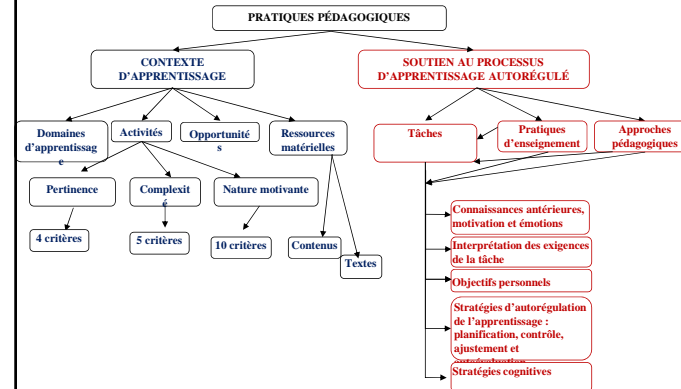 PRATIQUES PÉDAGOGIQUES
CONTEXTE
D'APPRENTISSAGE
SOUTIEN AU PROCESSUS
D'APPRENTISSAGE AUTORÉGULÉ
Domaines
d'apprentissag
e
Activités
Opportunité
s
Ressources
matérielles
Tâches
Pratiques
d'enseignement
Approches
pédagogiques
Pertinence
Complexit
é
Nature motivante
4 critères
5 critères
10 critères
Contenus
Textes
Connaissances antérieures,
motivation et émotions
Interprétation des exigences
de la tâche
Objectifs personnels
Stratégies d'autorégulation
de l'apprentissage :
planification, contrôle,
ajustement et
autoévaluation
Stratégies cognitives